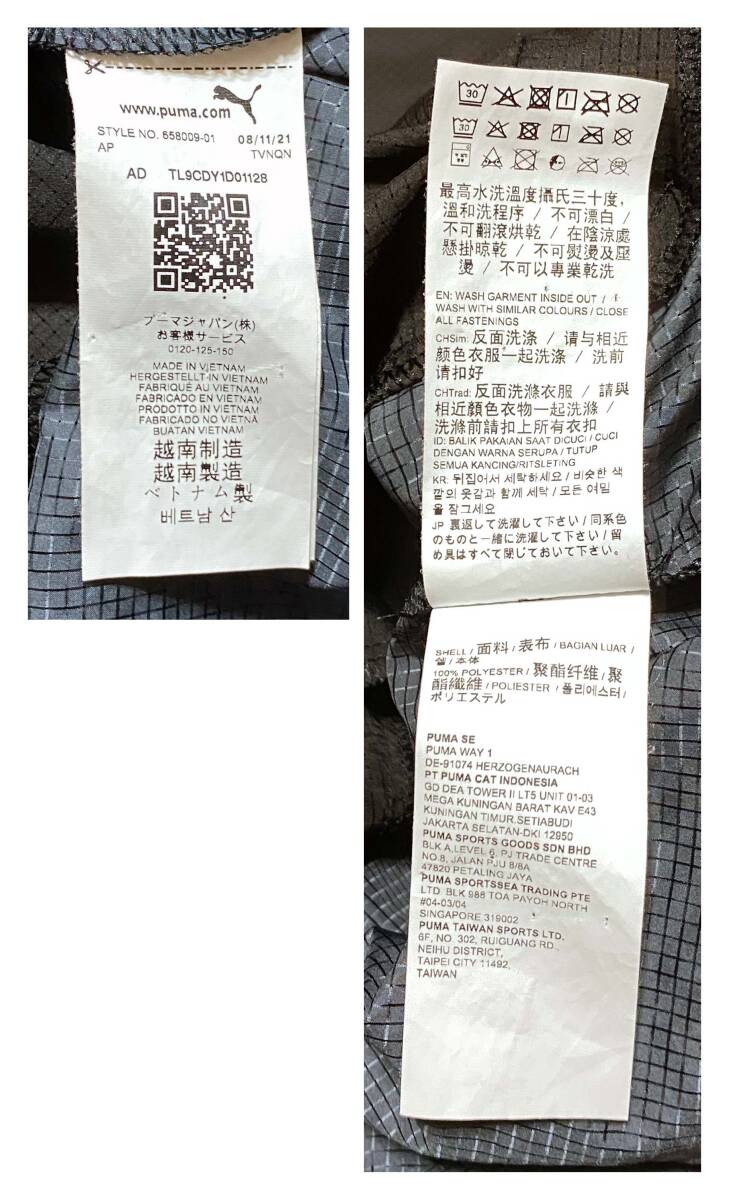 www.puma.com
STYLE NO. 658009-01 08/11/21
AP TVNQN
AD TL9CDY1D01128
プーマジャパン(株)
お客様サービス
0120-125-150
MADE IN VIETNAM
HERGESTELLT IN VIETNAM
FABRIQUÉ AU VIETNAM
FABRICADO EN VIETNAM
PRODOTTO IN VIETNAM
FABRICADO NO VIETNÃ
BUATAN VIETNAM
越南制造
越南製造
ベトナム製
베트남 산
30
30
最高水洗溫度攝氏三十度,
溫和洗程序 / 不可漂白 /
不可翻滾烘乾 / 在陰涼處
懸掛晾乾 / 不可熨燙及壓
燙 / 不可以專業乾洗
EN: WASH GARMENT INSIDE OUT /
WASH WITH SIMILAR COLOURS / CLOSE
ALL FASTENINGS
CHSim: 反面洗涤 / 请与相近
颜色衣服一起洗涤 / 洗前
请扣好
CHTrad: 反面洗滌衣服 / 請與
相近顏色衣物一起洗滌 /
洗滌前請扣上所有衣扣
ID: BALIK PAKAIAN SAAT DICUCI / CUCI
DENGAN WARNA SERUPA / TUTUP
SEMUA KANCING/RITSLETING
KR: 뒤집어서 세탁하세요 / 비슷한 색
깔의 옷감과 함께 세탁 / 모든 여밈
을 잠그세요
JP 裏返して洗濯して下さい / 同系色
のものと一緒に洗濯して下さい / 留
め具はすべて閉じておいて下さい。
SHELL / 面料 / 表布 / BAGIAN LUAR /
쉘 / 本体
100% POLYESTER / 聚酯纤维 / 聚
酯纖維 / POLIESTER / 폴리에스터 /
ポリエステル
PUMA SE
PUMA WAY 1
DE-91074 HERZOGENAURACH
PT PUMA CAT INDONESIA
GD DEA TOWER II LT5 UNIT 01-03
MEGA KUNINGAN BARAT KAV E43
KUNINGAN TIMUR.SETIABUDI
JAKARTA SELATAN-DKI 12950
PUMA SPORTS GOODS SDN BHD
BLK A,LEVEL 6, PJ TRADE CENTRE
NO.8, JALAN PJU 8/8A
47820 PETALING JAYA
PUMA SPORTSSEA TRADING PTE
LTD BLK 988 TOA PAYOH NORTH
#04-03/04
SINGAPORE 319002
PUMA TAIWAN SPORTS LTD.
6F, NO. 302, RUIGUANG RD.,
NEIHU DISTRICT,
TAIPEI CITY 11492,
TAIWAN